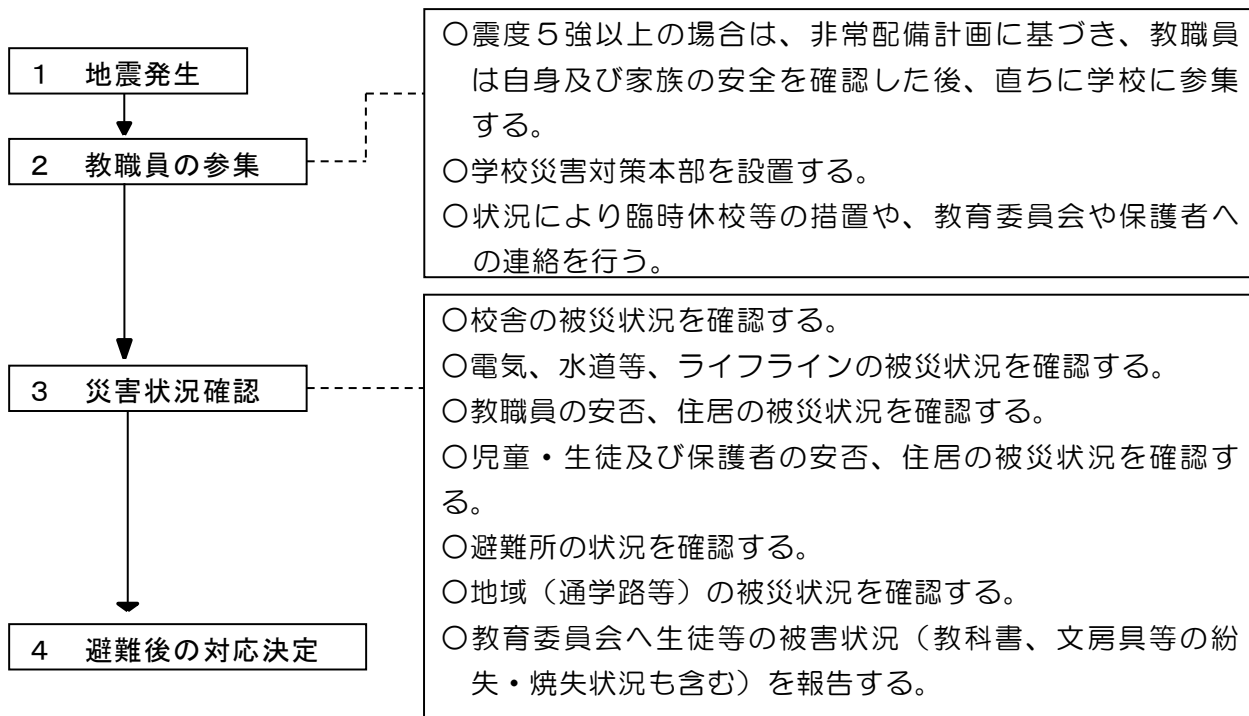 1　地震発生
2　教職員の参集
○震度５強以上の場合は、非常配備計画に基づき、教職員
は自身及び家族の安全を確認した後、直ちに学校に参集
する。
○学校災害対策本部を設置する。
○状況により臨時休校等の措置や、教育委員会や保護者へ
の連絡を行う。
3　災害状況確認
○校舎の被災状況を確認する。
○電気、水道等、ライフラインの被災状況を確認する。
○教職員の安否、住居の被災状況を確認する。
○児童・生徒及び保護者の安否、住居の被災状況を確認す
る。
○避難所の状況を確認する。
○地域（通学路等）の被災状況を確認する。
○教育委員会へ生徒等の被害状況（教科書、文房具等の紛
失・焼失状況も含む）を報告する。
4　避難後の対応決定